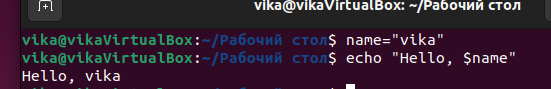 vika@vikaVirtualBox: ~/Рабочий стол
vika@vikaVirtualBox:~/Рабочий стол$ name="vika"
vika@vikaVirtualBox:~/Рабочий стол$ echo "Hello, $name"
Hello, vika